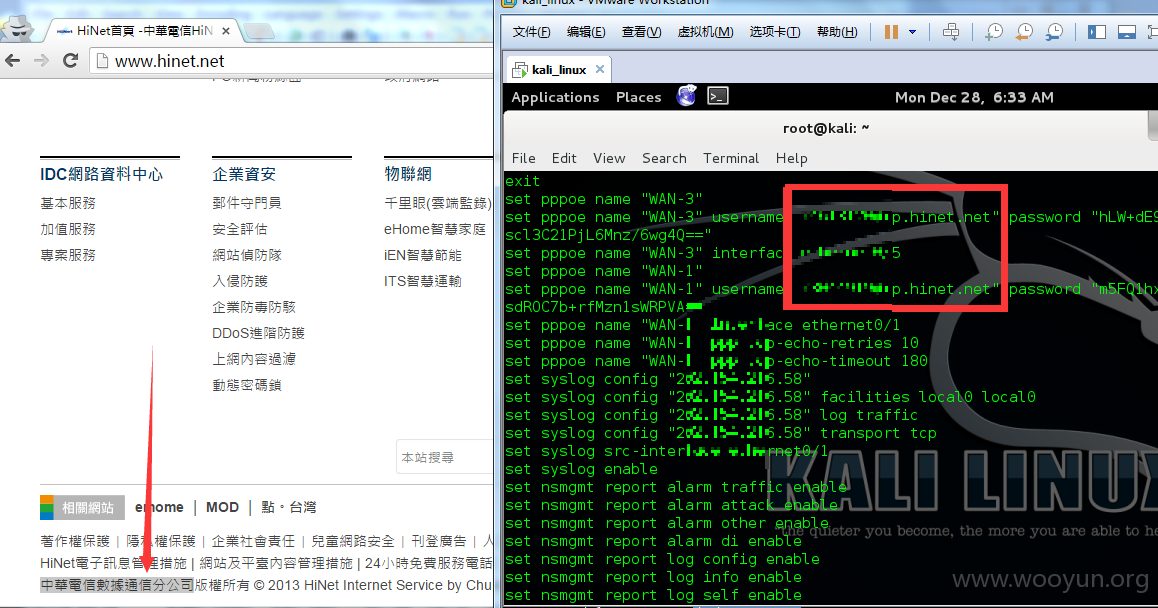 HiNet首頁 -中華電信HiN
www.hinet.net
IDC網路資料中心
基本服務
加值服務
專案服務
企業資安
郵件守門員
安全評估
網站偵防隊
入侵防護
企業防毒防駭
DDoS進階防護
上網內容過濾
動態密碼鎖
物聯網
千里眼(雲端監錄)
eHome智慧家庭
iEN智慧節能
ITS智慧運輸
本站搜尋
相關網站 emome | MOD | 點。台灣
著作權保護 | 隱私權保護 | 企業社會責任 | 兒童網路安全 | 刊登廣告 | 人
HiNet電子訊息管理措施 | 網站及平臺內容管理措施 | 24小時免費服務電話
中華電信數據通信分公司版權所有 © 2013 HiNet Internet Service by Chu
kali_linux - VMware Workstation
文件(F) 编辑(E) 查看(V) 虚拟机(M) 选项卡(T) 帮助(H)
kali_linux
Applications Places Mon Dec 28, 6:33 AM
root@kali: ~
File Edit View Search Terminal Help
exit
set pppoe name "WAN-3"
set pppoe name "WAN-3" username p.hinet.net" password "hLW+dE9
scl3C21PjL6Mnz/6wg4Q=="
set pppoe name "WAN-3" interfac 5
set pppoe name "WAN-1"
set pppoe name "WAN-1" username p.hinet.net" password "m5FQ1hx
sdROC7b+rfMzn1sWRPVA==
set pppoe name "WAN- ace ethernet0/1
set pppoe name "WAN- p-echo-retries 10
set pppoe name "WAN- p-echo-timeout 180
set syslog config "2 6.58"
set syslog config "2 6.58" facilities local0 local0
set syslog config "2 6.58" log traffic
set syslog config "2 6.58" transport tcp
set syslog src-inter rnet0/1
set syslog enable
set nsmgmt report alarm traffic enable
set nsmgmt report alarm attack enable
set nsmgmt report alarm other enable
set nsmgmt report alarm di enable
set nsmgmt report log config enable
set nsmgmt report log info enable
set nsmgmt report log self enable
KALI LINUX
the quieter you become, the more you are able to he
www.wooyun.org